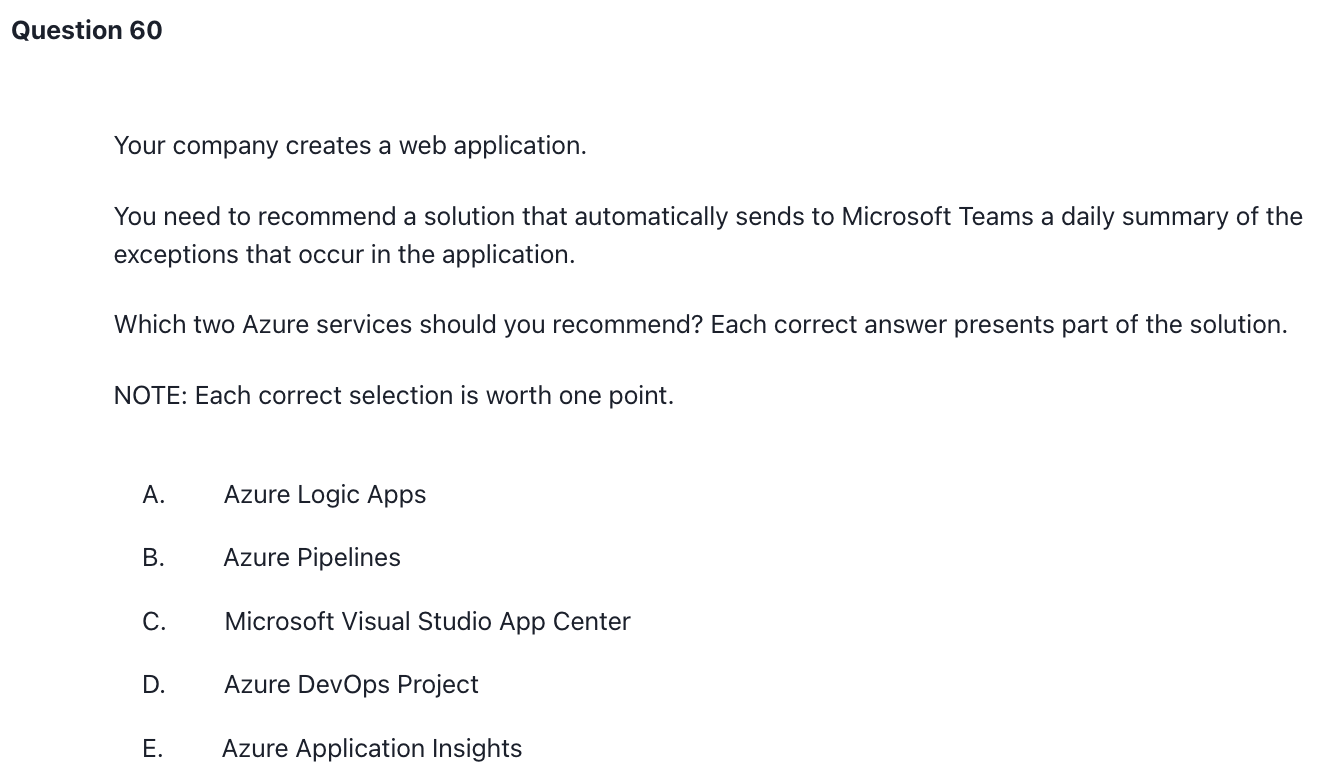 Question 60
Your company creates a web application.
You need to recommend a solution that automatically sends to Microsoft Teams a daily summary of the
exceptions that occur in the application.
Which two Azure services should you recommend? Each correct answer presents part of the solution.
NOTE: Each correct selection is worth one point.
A. Azure Logic Apps
B. Azure Pipelines
C. Microsoft Visual Studio App Center
D. Azure DevOps Project
E. Azure Application Insights